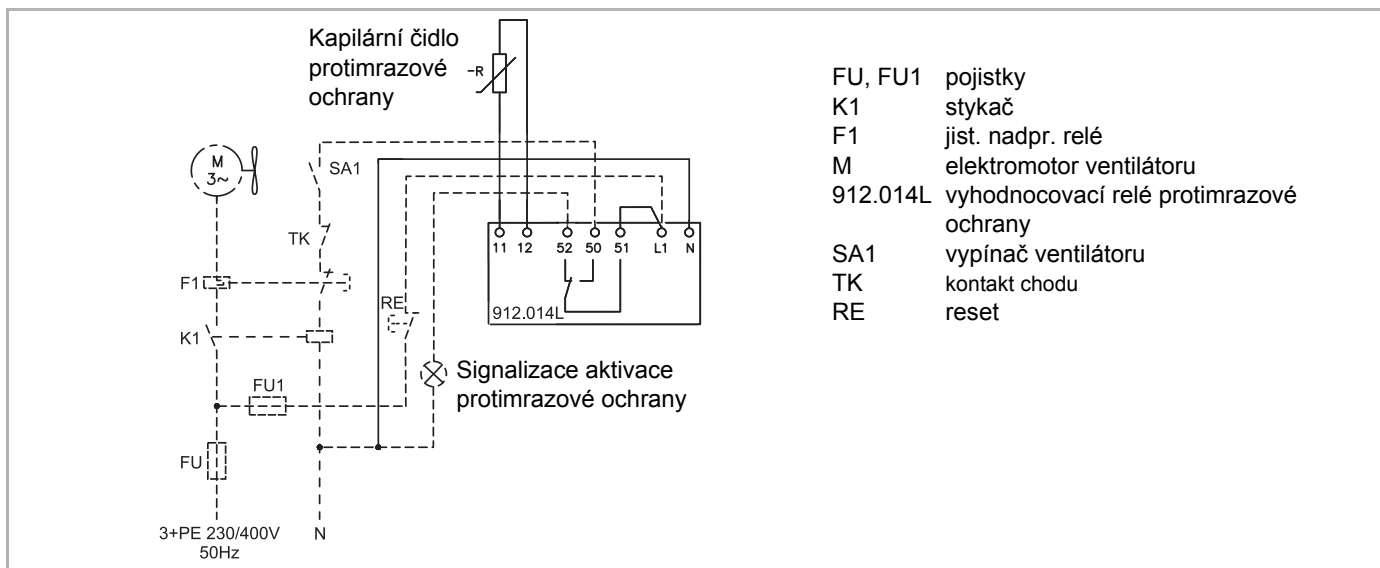 Kapilární čidlo
protimrazové
ochrany
-R
M
3~
SA1
TK
11 12 52 50 51 L1 N
F1
RE
912.014L
K1
Signalizace aktivace
protimrazové ochrany
FU1
FU
3+PE 230/400V
50Hz
N
FU, FU1 pojistky
K1 stykač
F1 jist. nadpr. relé
M elektromotor ventilátoru
912.014L vyhodnocovací relé protimrazové
ochrany
SA1 vypínač ventilátoru
TK kontakt chodu
RE reset